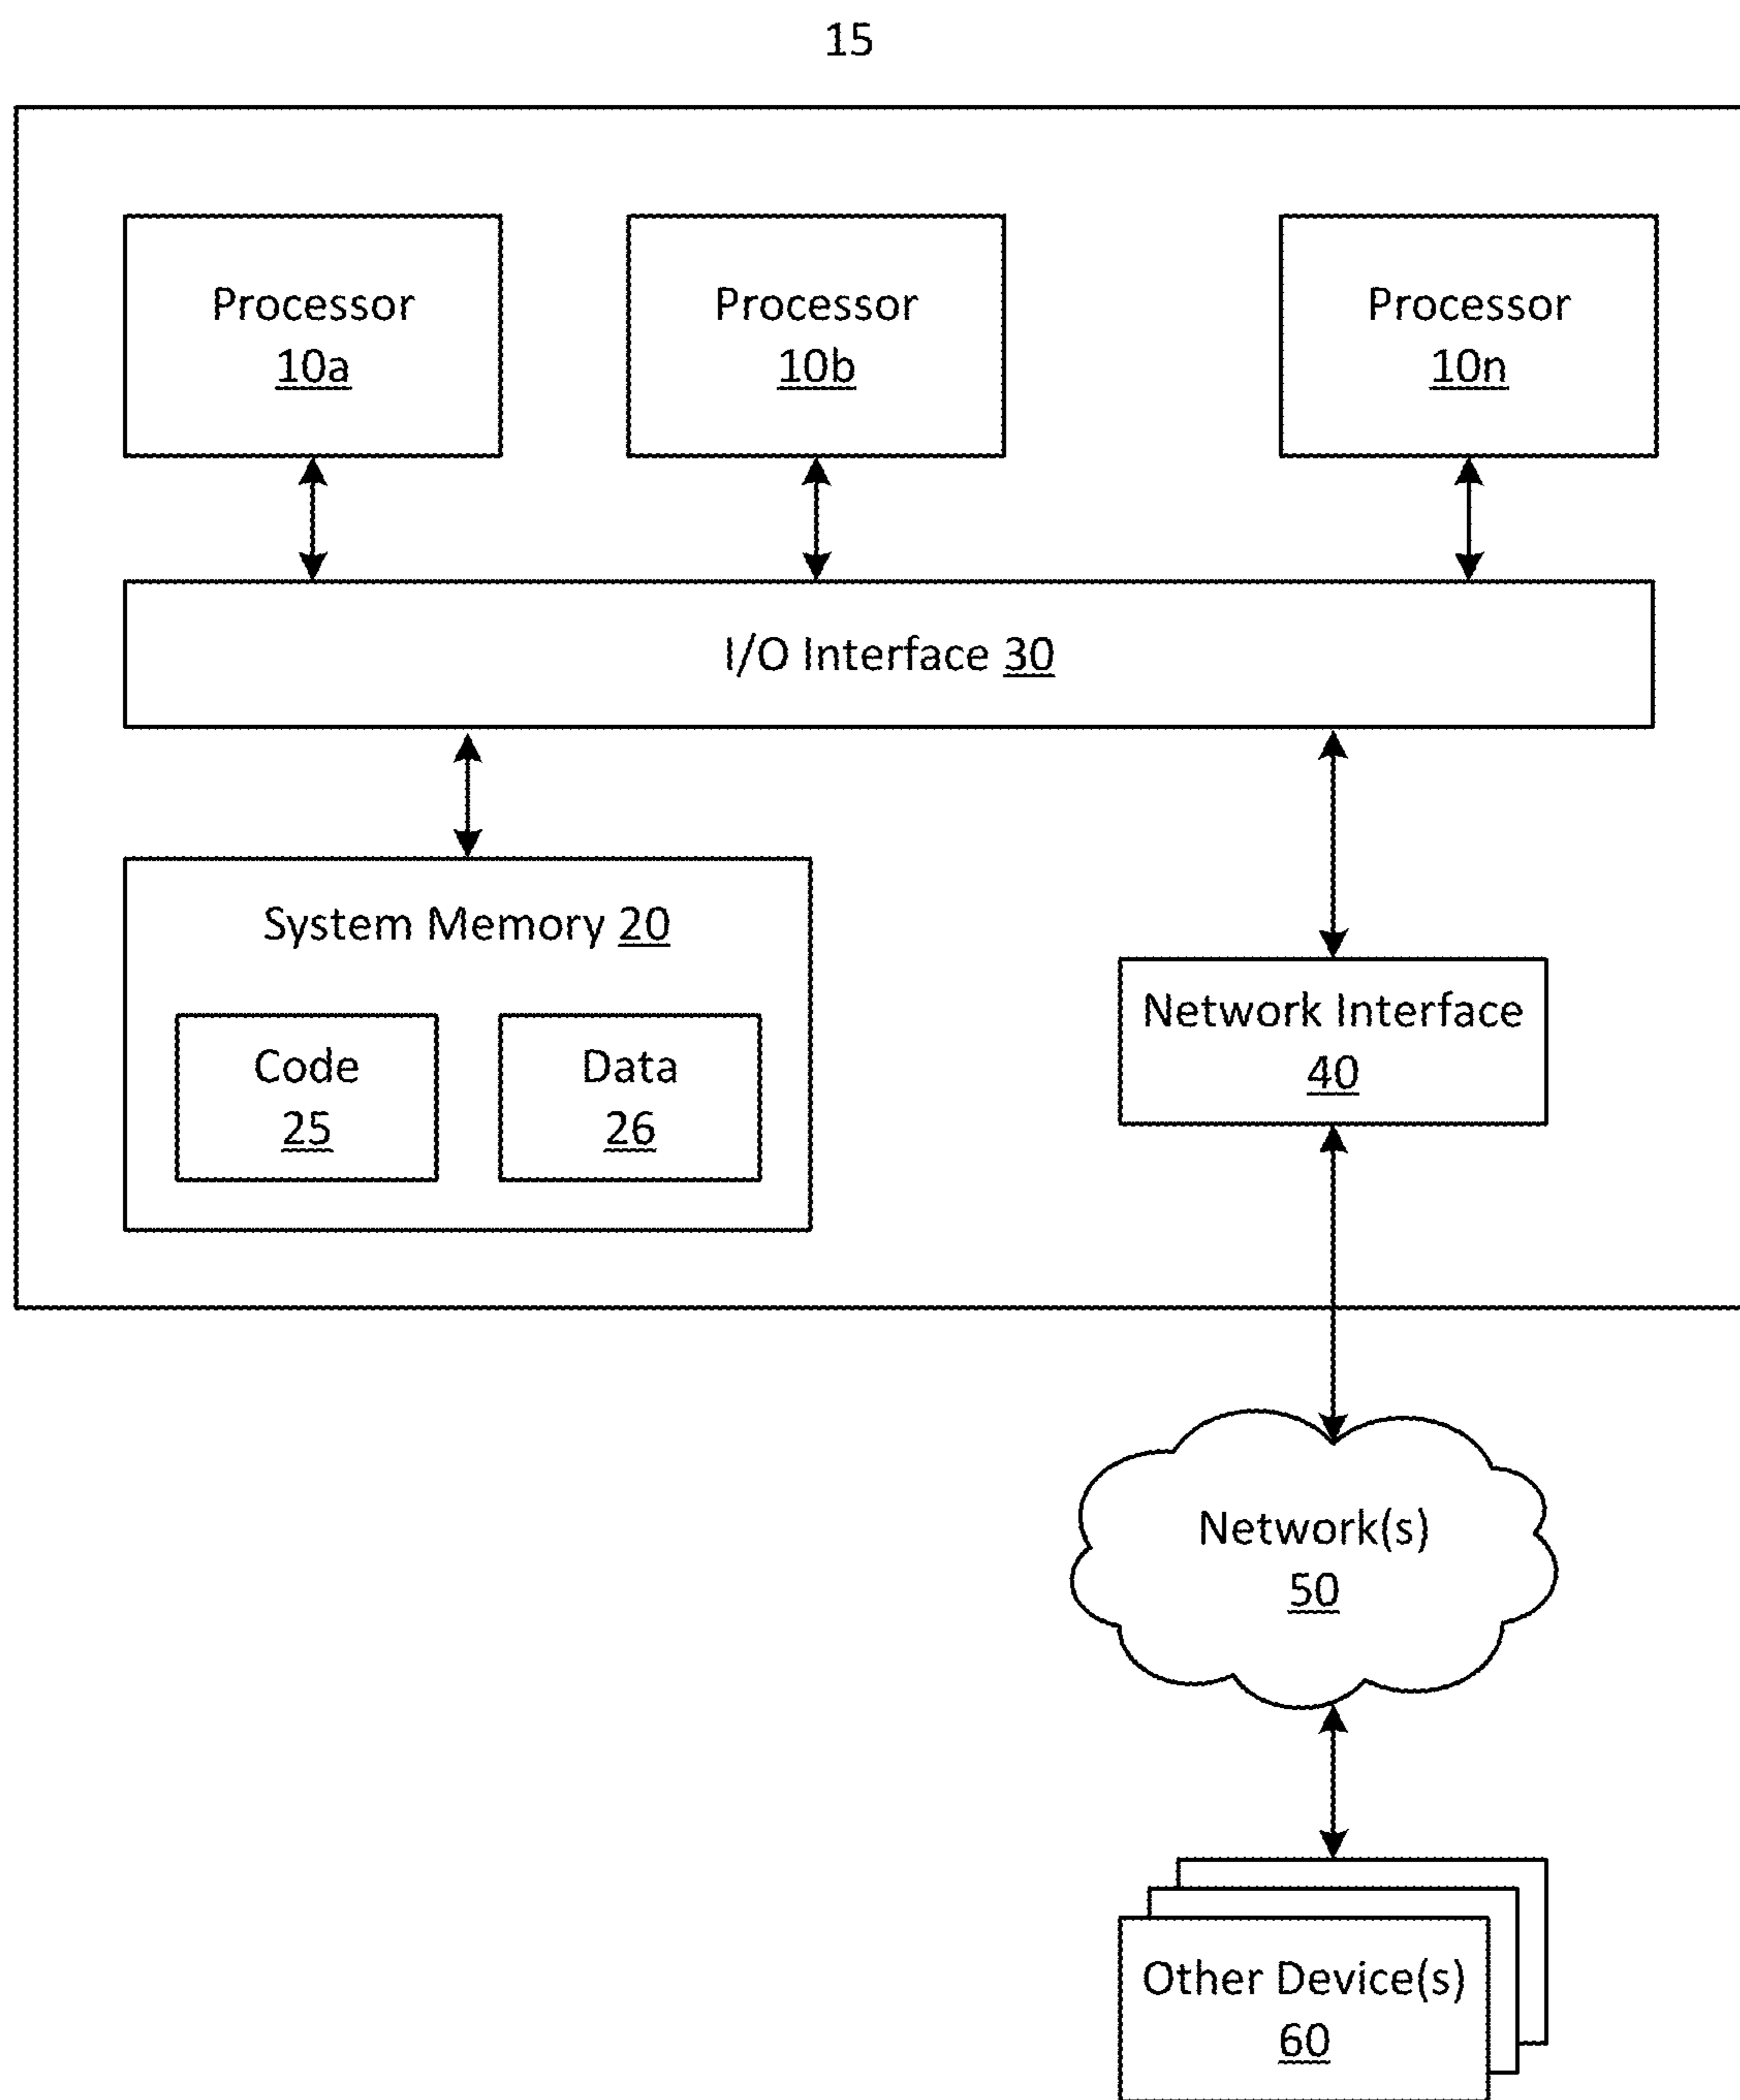 15
Processor
10a
Processor
10b
Processor
10n
I/O Interface 30
System Memory 20
Code
25
Data
26
Network Interface
40
Network(s)
50
Other Device(s)
60